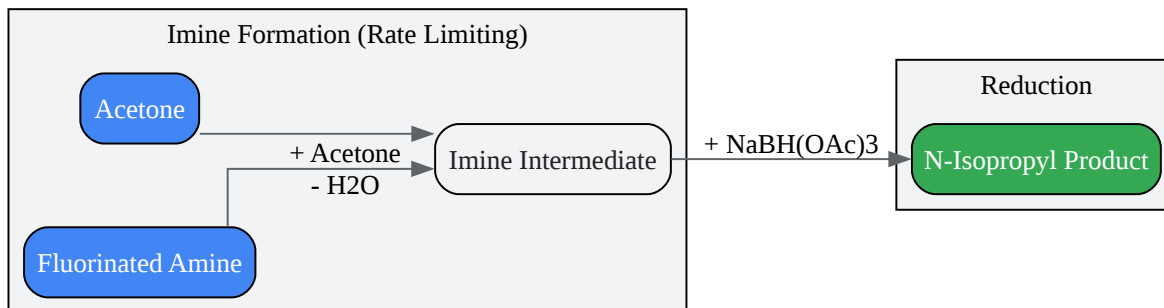 Imine Formation (Rate Limiting)
Acetone
+ Acetone
- H2O
Fluorinated Amine
Imine Intermediate
+ NaBH(OAc)3
Reduction
N-Isopropyl Product